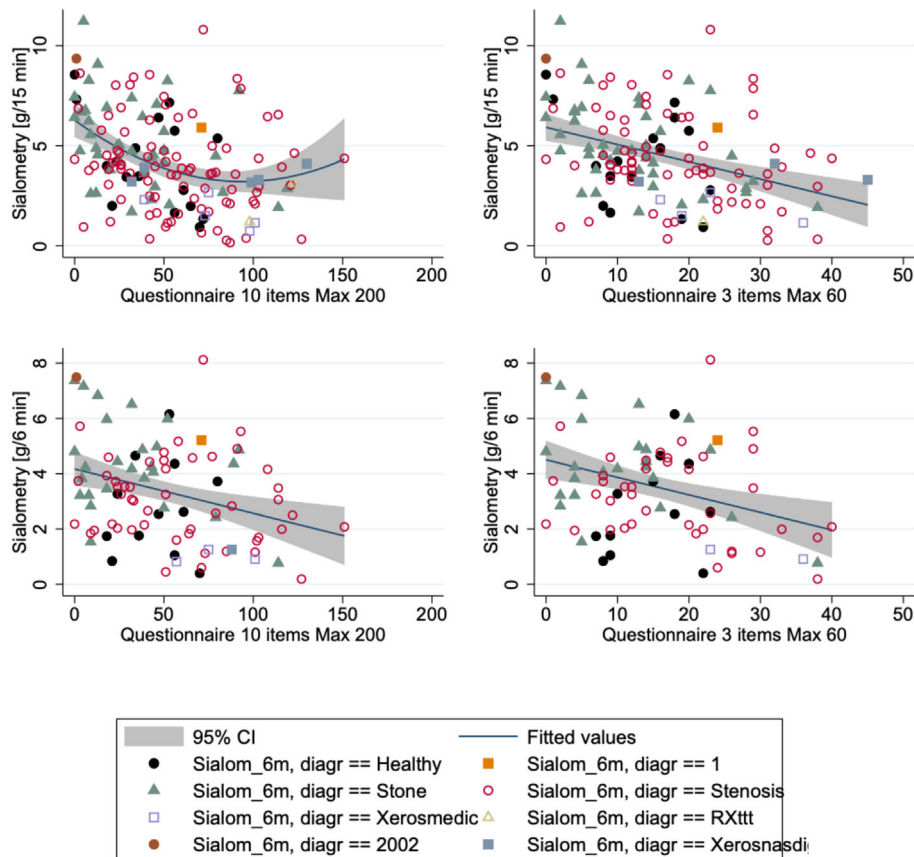 Sialometry [g/15 min]
10
5
0
0 50 100 150 200
Questionnaire 10 items Max 200
Sialometry [g/15 min]
10
5
0
0 10 20 30 40 50
Questionnaire 3 items Max 60
Sialometry [g/6 min]
8
6
4
2
0
0 50 100 150 200
Questionnaire 10 items Max 200
Sialometry [g/6 min]
8
6
4
2
0
0 10 20 30 40 50
Questionnaire 3 items Max 60
95% CI Fitted values
Sialom_6m, diagr == Healthy Sialom_6m, diagr == 1
Sialom_6m, diagr == Stone Sialom_6m, diagr == Stenosis
Sialom_6m, diagr == Xerosmedic Sialom_6m, diagr == RXttt
Sialom_6m, diagr == 2002 Sialom_6m, diagr == Xerosnasdi